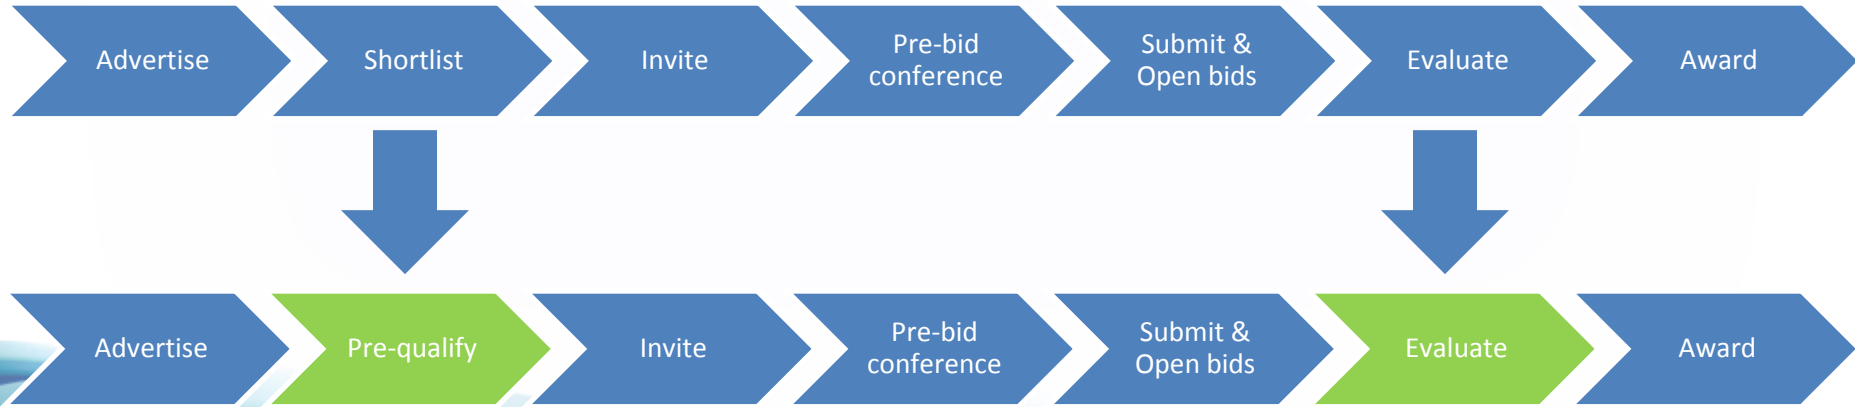 Advertise
Shortlist
Invite
Pre-bid
conference
Submit &
Open bids
Evaluate
Award
Advertise
Pre-qualify
Invite
Pre-bid
conference
Submit &
Open bids
Evaluate
Award